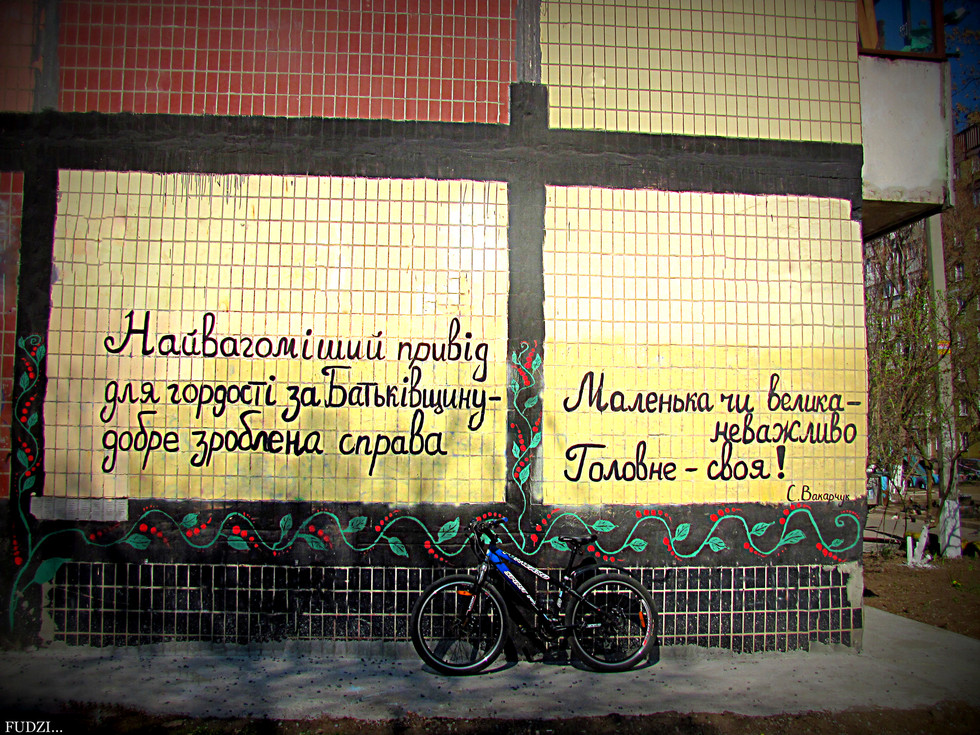 Найвагоміший привід
для гордості за Батьківщину-
добре зроблена справа
Маленька чи велика-
неважливо
Головне - своя!
С. Вакарчук
FUDZI...